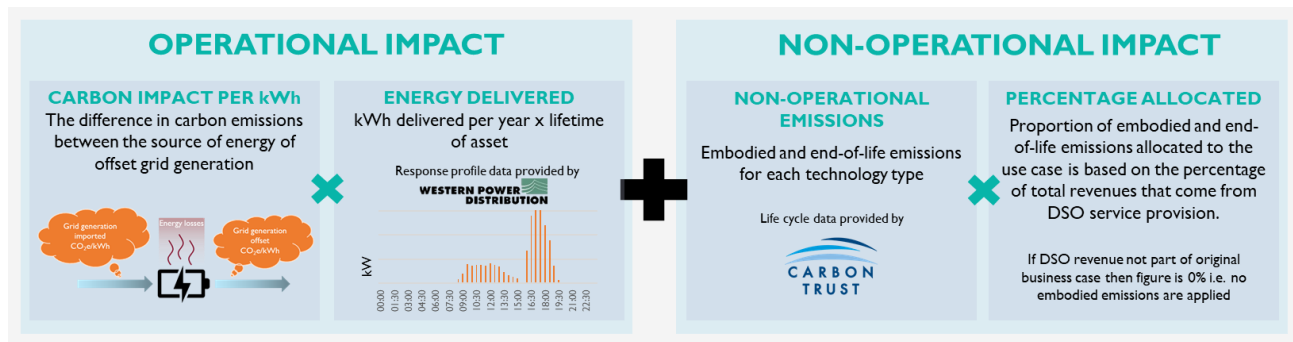 OPERATIONAL IMPACT
CARBON IMPACT PER kWh
The difference in carbon emissions
between the source of energy of
offset grid generation
Grid generation
imported
CO₂e/kWh
Energy losses
Grid generation
offset
CO₂e/kWh
ENERGY DELIVERED
kWh delivered per year x lifetime
of asset
Response profile data provided by
WESTERN POWER
DISTRIBUTION
kW
00:00
01:30
03:00
04:30
06:00
07:30
09:00
10:30
12:00
13:30
15:00
16:30
18:00
19:30
21:00
22:30
NON-OPERATIONAL IMPACT
NON-OPERATIONAL
EMISSIONS
Embodied and end-of-life emissions
for each technology type
Life cycle data provided by
CARBON
TRUST
PERCENTAGE ALLOCATED
Proportion of embodied and end-
of-life emissions allocated to the
use case is based on the percentage
of total revenues that come from
DSO service provision.
If DSO revenue not part of original
business case then figure is 0% i.e. no
embodied emissions are applied